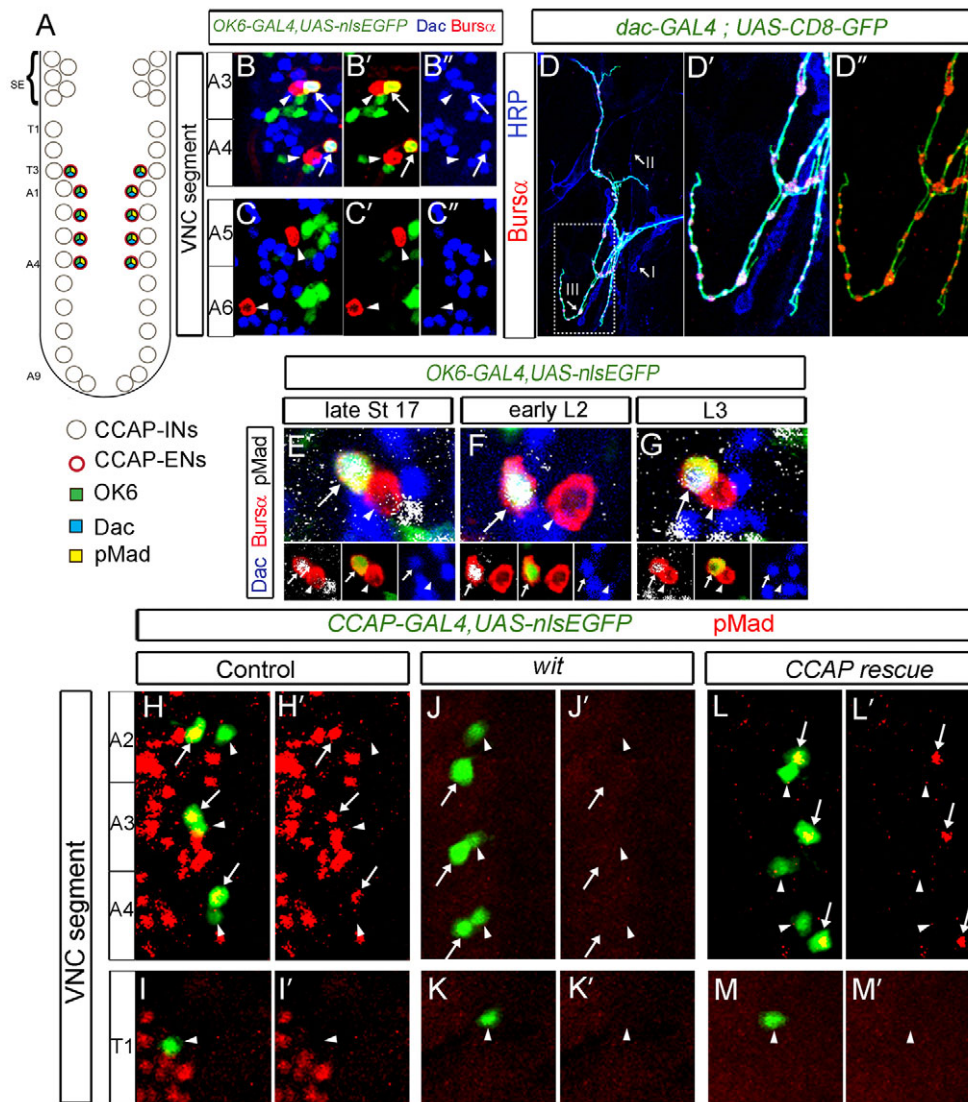 A
SE
T1
T3
A1
A4
A9
CCAP-INs
CCAP-ENs
OK6
Dac
pMad
OK6-GAL4,UAS-nlsEGFP Dac Bursα
VNC segment
A3
A4
A5
A6
B B′ B″
C C′ C″
dac-GAL4 ; UAS-CD8-GFP
Bursα HRP
D D′ D″
II
I
III
OK6-GAL4,UAS-nlsEGFP
late St 17 early L2 L3
Dac Bursα pMad
E F G
CCAP-GAL4,UAS-nlsEGFP pMad
Control wit CCAP rescue
VNC segment
A2
A3
A4
T1
H H′ J J′ L L′
I I′ K K′ M M′